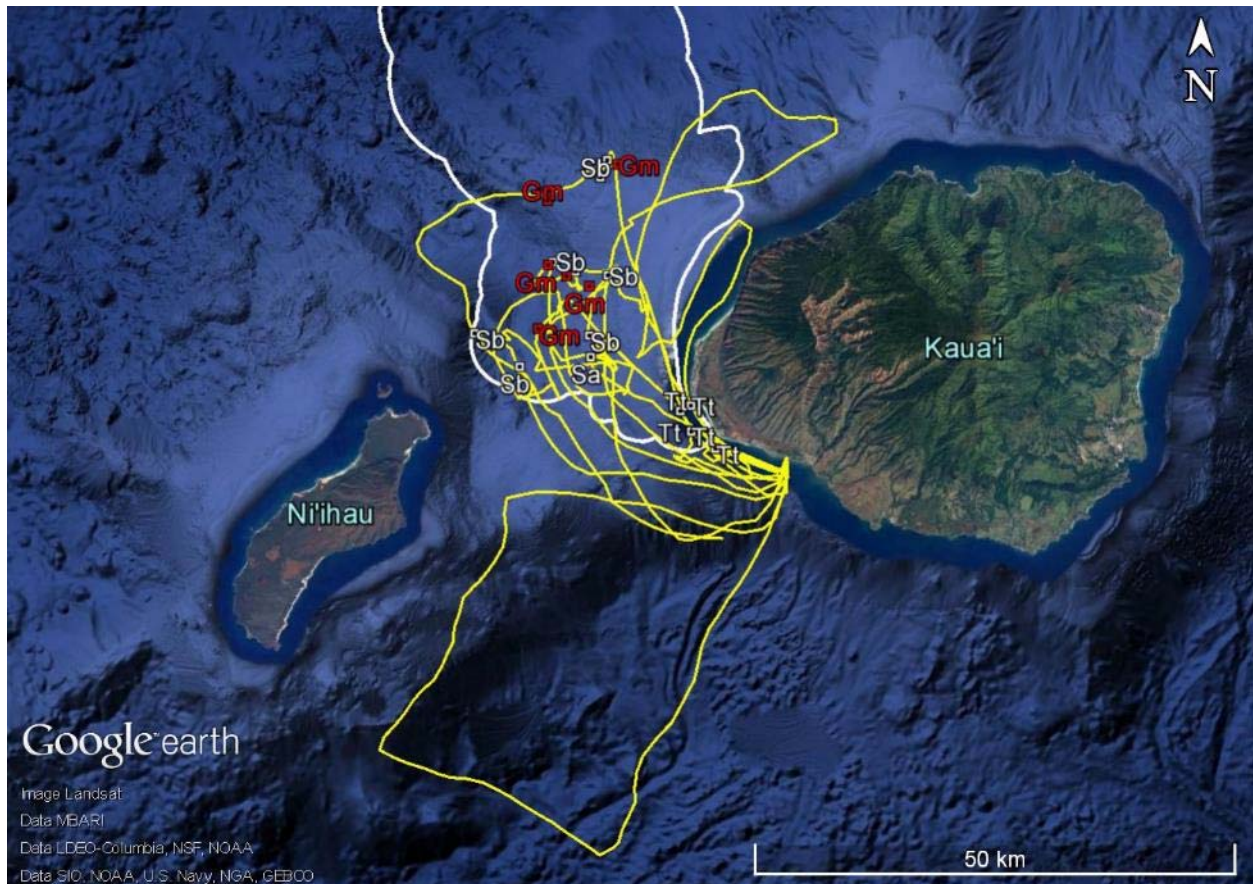 N
Sb
Gm
Gm
Sb
Gm
Sb
Gm
Sb
Gm
Sb
Sa
Sb
Tt
Tt
Tt
Tt
Tt
Kaua'i
Ni'ihau
Google earth
Image Landsat
Data MBARI
Data LDEO-Columbia, NSF, NOAA
Data SIO, NOAA, U.S. Navy, NGA, GEBCO
50 km